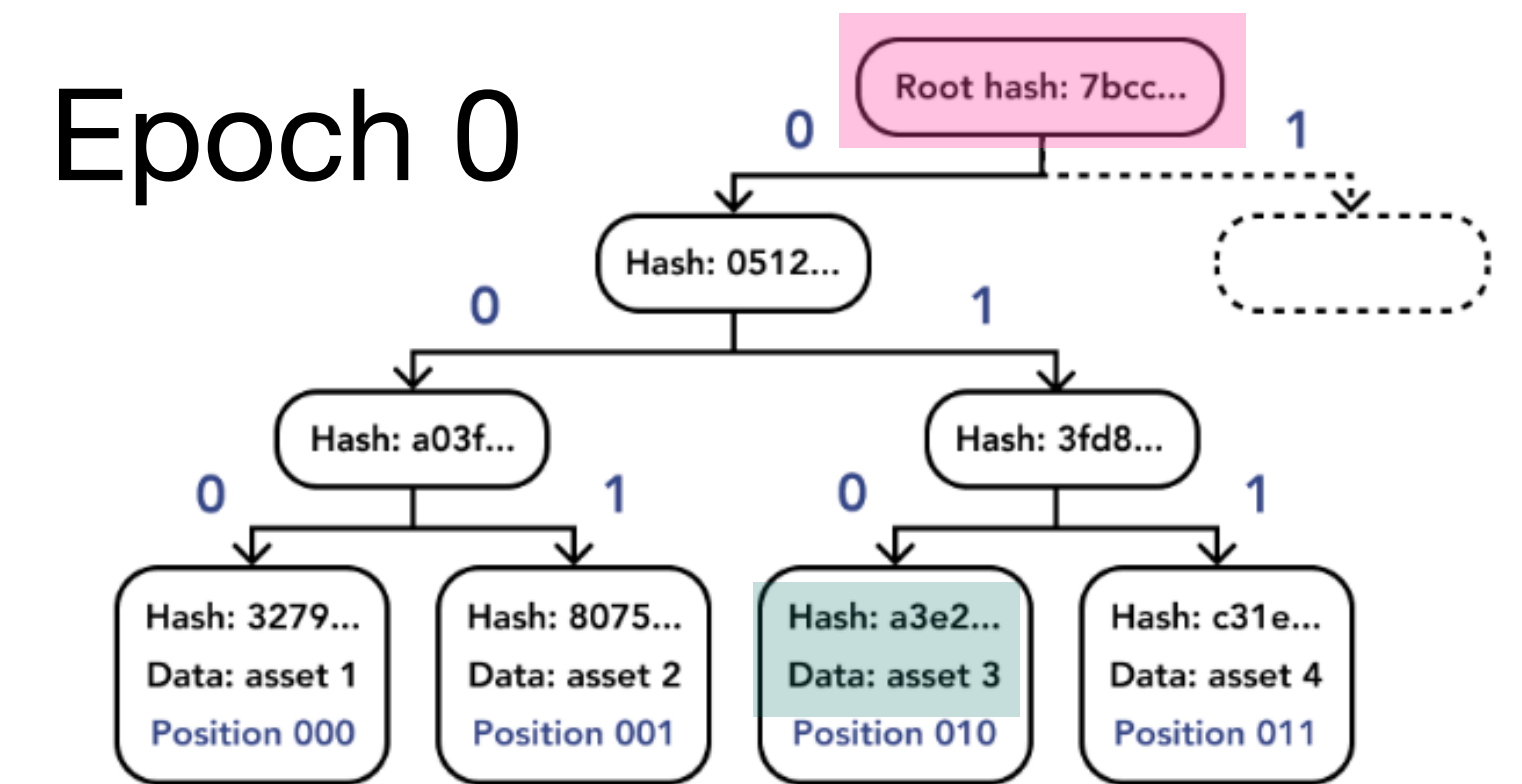 Epoch 0
Root hash: 7bcc...
0
1
Hash: 0512...
0
1
Hash: a03f...
Hash: 3fd8...
0
1
0
1
Hash: 3279...
Data: asset 1
Position 000
Hash: 8075...
Data: asset 2
Position 001
Hash: a3e2...
Data: asset 3
Position 010
Hash: c31e...
Data: asset 4
Position 011